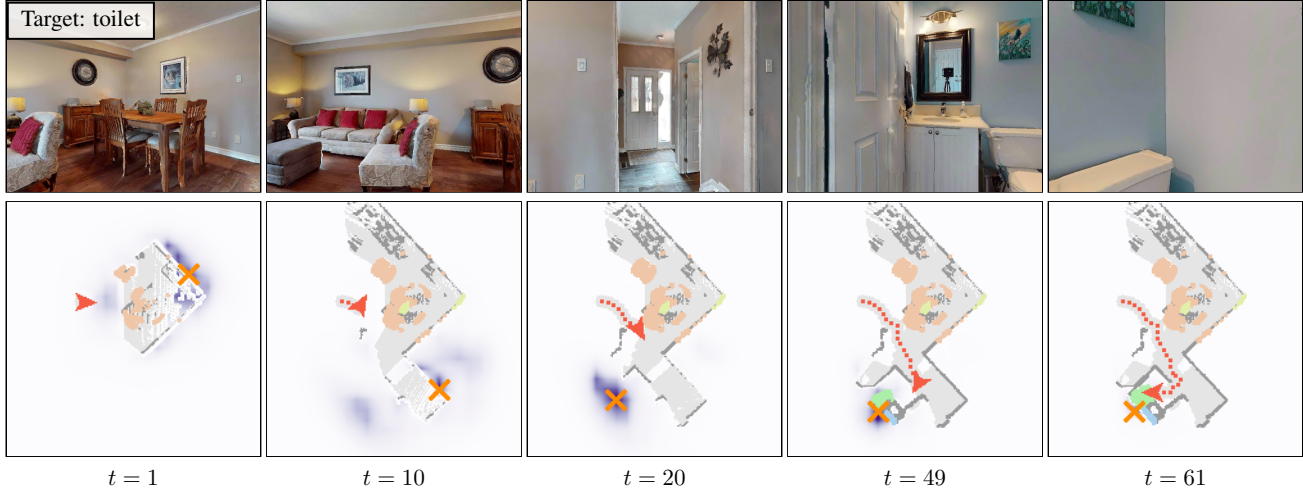 Target: toilet
t = 1
t = 10
t = 20
t = 49
t = 61